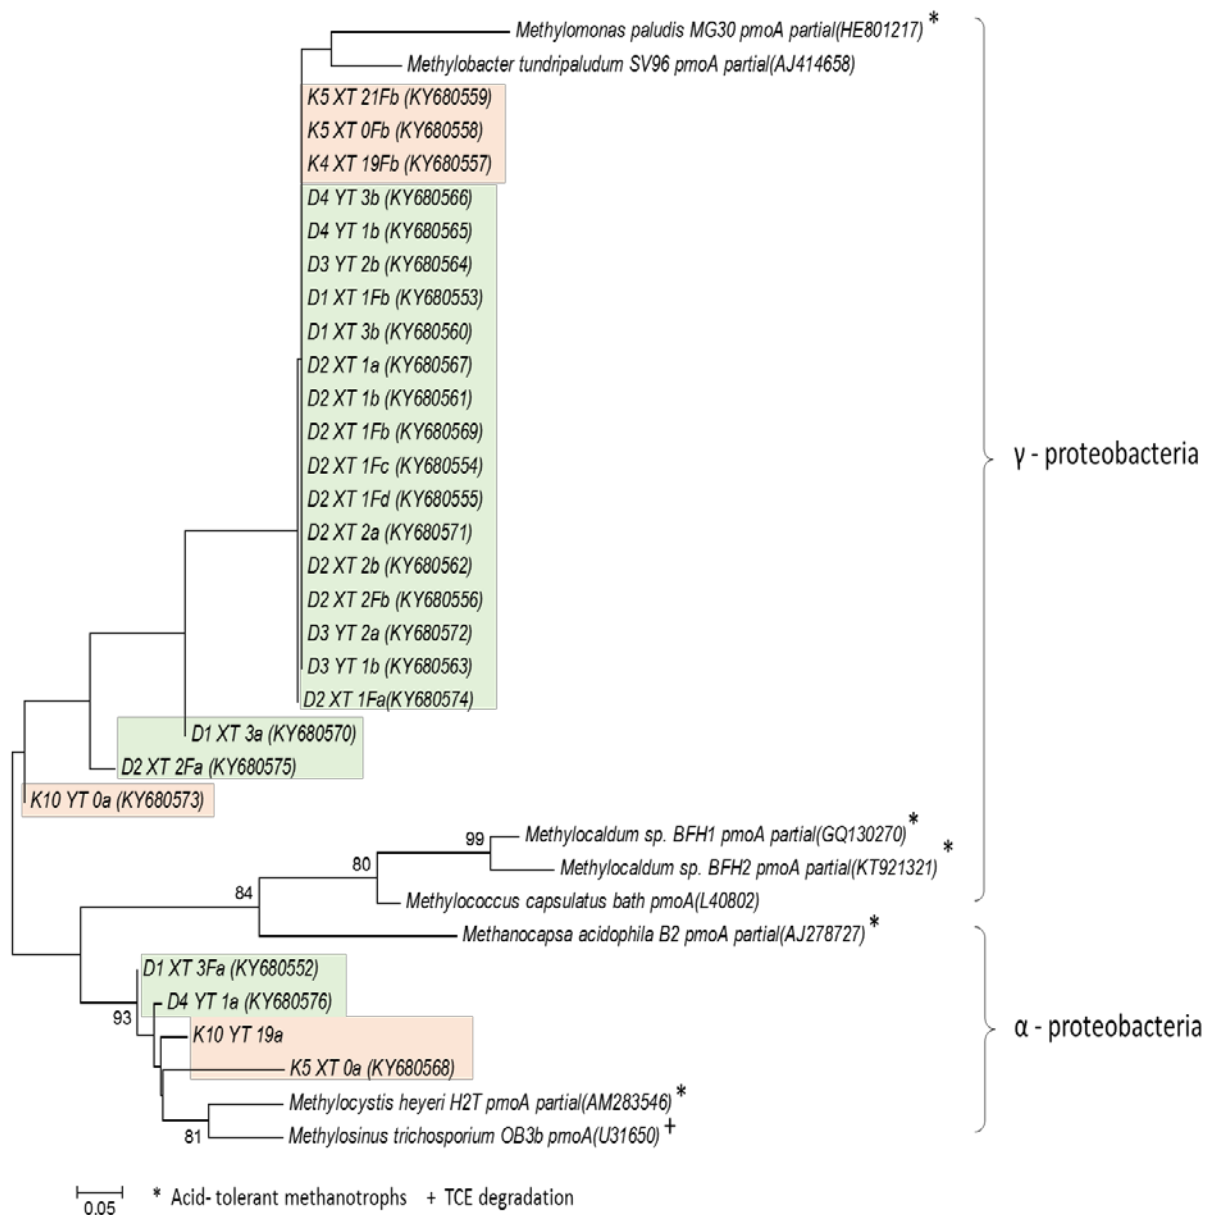 Methylomonas paludis MG30 pmoA partial(HE801217) *
Methylobacter tundripaludum SV96 pmoA partial(AJ414658)
K5 XT 21Fb (KY680559)
K5 XT 0Fb (KY680558)
K4 XT 19Fb (KY680557)
D4 YT 3b (KY680566)
D4 YT 1b (KY680565)
D3 YT 2b (KY680564)
D1 XT 1Fb (KY680553)
D1 XT 3b (KY680560)
D2 XT 1a (KY680567)
D2 XT 1b (KY680561)
D2 XT 1Fb (KY680569)
γ - proteobacteria
D2 XT 1Fc (KY680554)
D2 XT 1Fd (KY680555)
D2 XT 2a (KY680571)
D2 XT 2b (KY680562)
D2 XT 2Fb (KY680556)
D3 YT 2a (KY680572)
D3 YT 1b (KY680563)
D2 XT 1Fa(KY680574)
D1 XT 3a (KY680570)
D2 XT 2Fa (KY680575)
K10 YT 0a (KY680573)
99
Methylocaldum sp. BFH1 pmoA partial(GQ130270) *
80
Methylocaldum sp. BFH2 pmoA partial(KT921321) *
84
Methylococcus capsulatus bath pmoA(L40802)
Methanocapsa acidophila B2 pmoA partial(AJ278727) *
D1 XT 3Fa (KY680552)
D4 YT 1a (KY680576)
93
α - proteobacteria
K10 YT 19a
K5 XT 0a (KY680568)
Methylocystis heyeri H2T pmoA partial(AM283546) *
81
Methylosinus trichosporium OB3b pmoA(U31650) +
0.05
* Acid- tolerant methanotrophs + TCE degradation